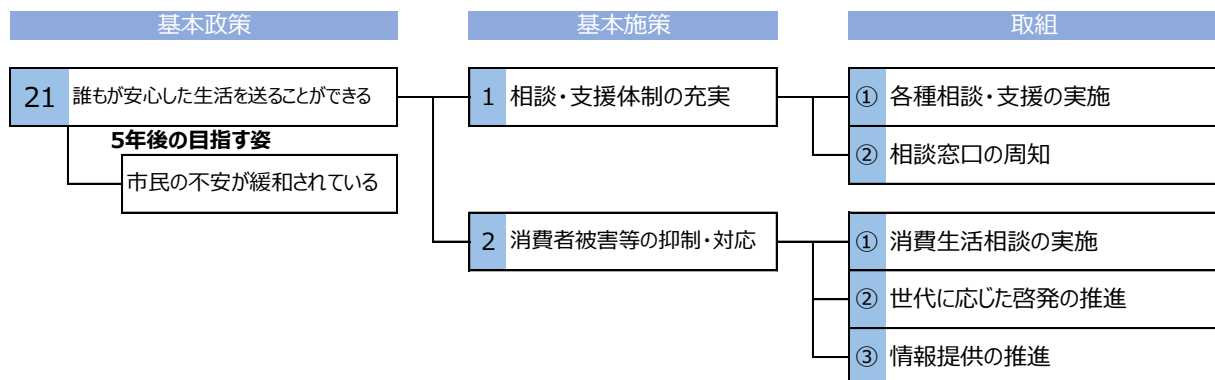 基本政策
基本施策
取組
21 誰もが安心した生活を送ることができる
5年後の目指す姿
市民の不安が緩和されている
1 相談・支援体制の充実
① 各種相談・支援の実施
② 相談窓口の周知
2 消費者被害等の抑制・対応
① 消費生活相談の実施
② 世代に応じた啓発の推進
③ 情報提供の推進